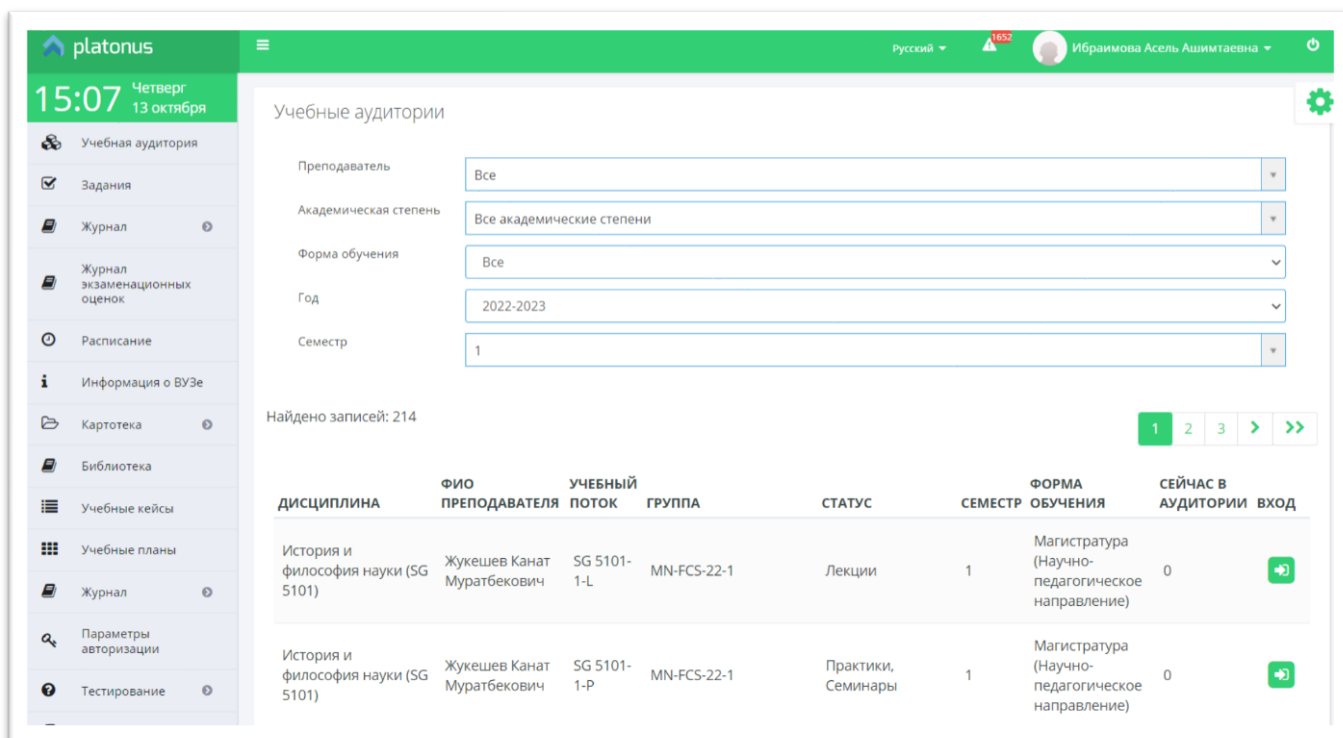 platonus
Русский
1652
Ибраимова Асель Ашимтаевна
15:07
Четверг
13 октября
Учебная аудитория
Задания
Журнал
Журнал
экзаменационных
оценок
Расписание
Информация о ВУЗе
Картотека
Библиотека
Учебные кейсы
Учебные планы
Журнал
Параметры
авторизации
Тестирование
Учебные аудитории
Преподаватель
Все
Академическая степень
Все академические степени
Форма обучения
Все
Год
2022-2023
Семестр
1
Найдено записей: 214
1 2 3 > >>
ДИСЦИПЛИНА
ФИО
ПРЕПОДАВАТЕЛЯ
УЧЕБНЫЙ
ПОТОК
ГРУППА
СТАТУС
СЕМЕСТР
ФОРМА
ОБУЧЕНИЯ
СЕЙЧАС В
АУДИТОРИИ
ВХОД
История и
философия науки (SG
5101)
Жукешев Канат
Муратбекович
SG 5101-
1-L
MN-FCS-22-1
Лекции
1
Магистратура
(Научно-
педагогическое
направление)
0
История и
философия науки (SG
5101)
Жукешев Канат
Муратбекович
SG 5101-
1-P
MN-FCS-22-1
Практики,
Семинары
1
Магистратура
(Научно-
педагогическое
направление)
0